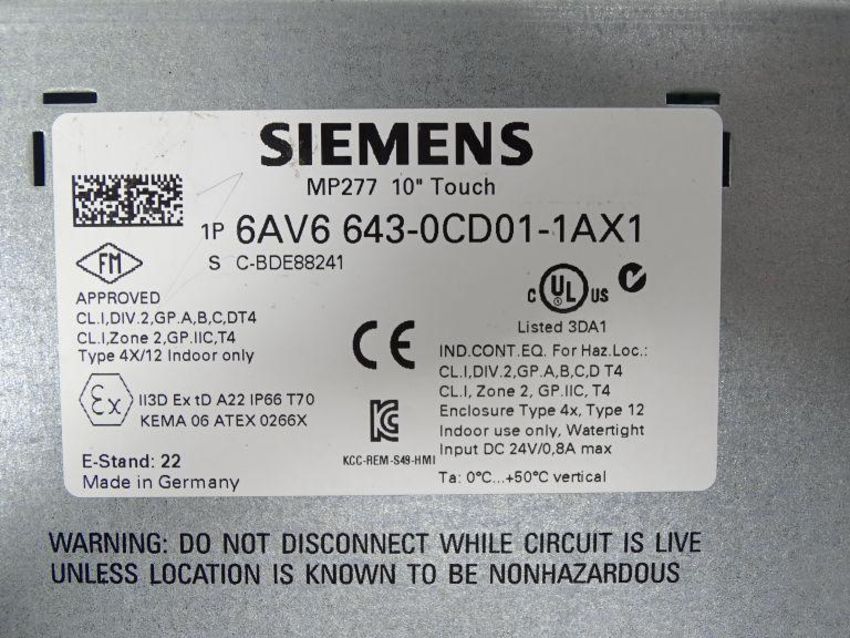 SIEMENS
MP277 10" Touch
1P 6AV6 643-0CD01-1AX1
S C-BDE88241
FM
APPROVED
CL.I,DIV.2,GP.A,B,C,DT4
CL.I,Zone 2,GP.IIC,T4
Type 4X/12 Indoor only
Ex II3D Ex tD A22 IP66 T70
KEMA 06 ATEX 0266X
E-Stand: 22
Made in Germany
CE
KCC-REM-S49-HMI
C UL US
Listed 3DA1
IND.CONT.EQ. For Haz.Loc.:
CL.I,DIV.2,GP.A,B,C,D T4
CL.I, Zone 2, GP.IIC, T4
Enclosure Type 4x, Type 12
Indoor use only, Watertight
Input DC 24V/0,8A max
Ta: 0°C...+50°C vertical
WARNING: DO NOT DISCONNECT WHILE CIRCUIT IS LIVE
UNLESS LOCATION IS KNOWN TO BE NONHAZARDOUS